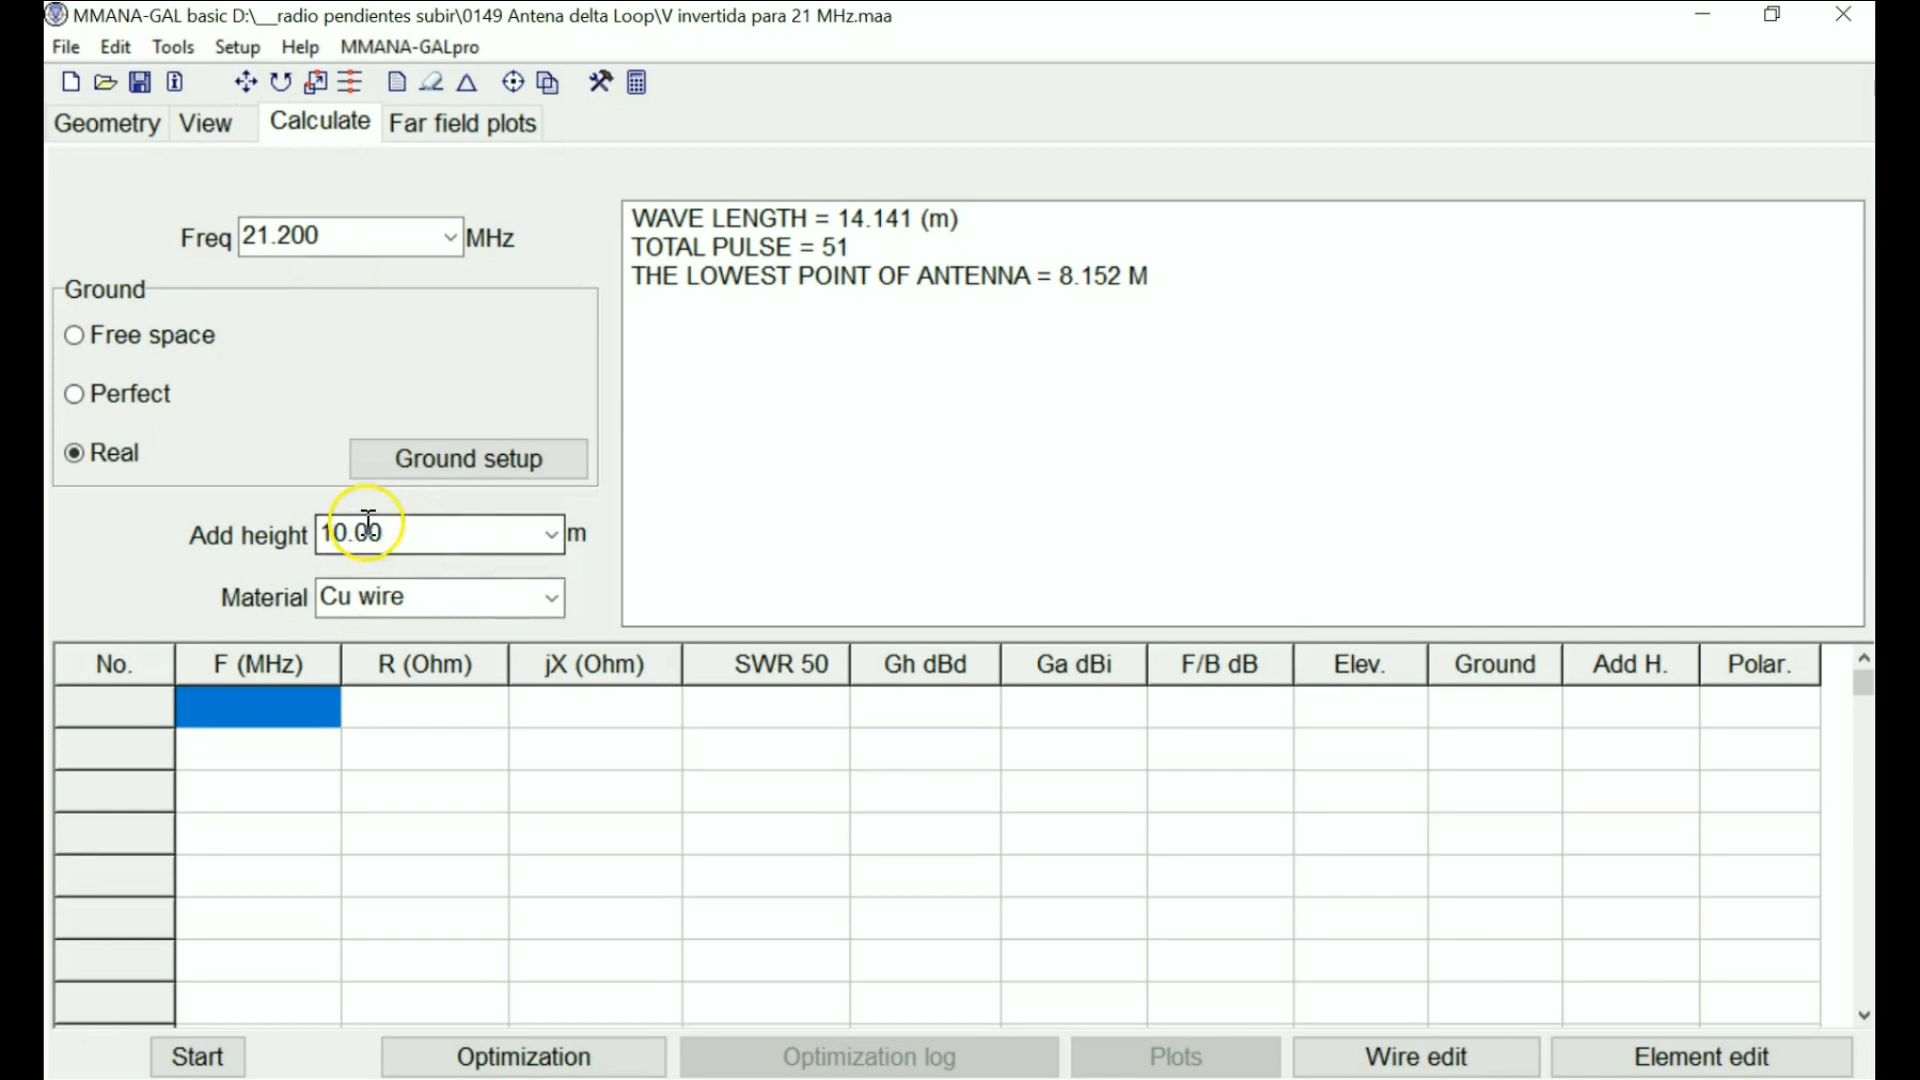 MMANA-GAL basic D:\__radio pendientes subir\0149 Antena delta Loop\V invertida para 21 MHz.maa
File Edit Tools Setup Help MMANA-GALpro
Geometry View Calculate Far field plots
Freq 21.200 MHz
Ground
Free space
Perfect
Real Ground setup
Add height 10.00 m
Material Cu wire
WAVE LENGTH = 14.141 (m)
TOTAL PULSE = 51
THE LOWEST POINT OF ANTENNA = 8.152 M
No. F (MHz) R (Ohm) jX (Ohm) SWR 50 Gh dBd Ga dBi F/B dB Elev. Ground Add H. Polar.
Start Optimization Optimization log Plots Wire edit Element edit